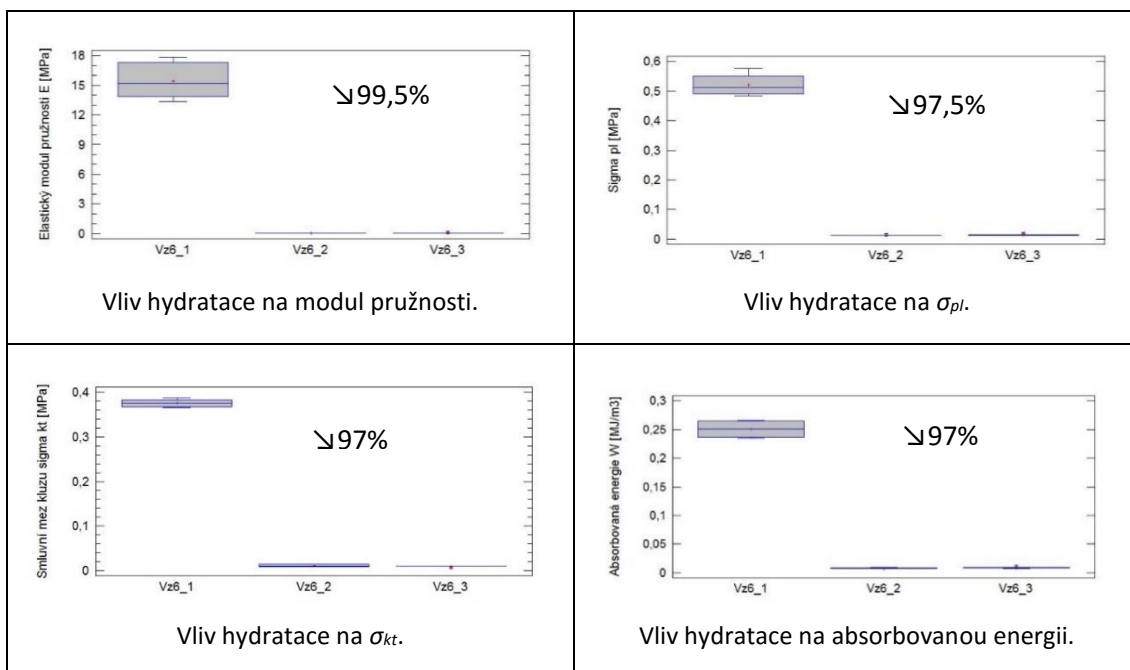 Elastický modul pružnosti E [MPa]
18
15
12
9
6
3
0
↘99,5%
Vz6_1 Vz6_2 Vz6_3
Vliv hydratace na modul pružnosti.
Sigma pl [MPa]
0,6
0,5
0,4
0,3
0,2
0,1
0
↘97,5%
Vz6_1 Vz6_2 Vz6_3
Vliv hydratace na σpl.
Smluvní mez kluzu sigma kt [MPa]
0,4
0,3
0,2
0,1
0
↘97%
Vz6_1 Vz6_2 Vz6_3
Vliv hydratace na σkt.
Absorbovaná energie W [MJ/m3]
0,3
0,25
0,2
0,15
0,1
0,05
0
↘97%
Vz6_1 Vz6_2 Vz6_3
Vliv hydratace na absorbovanou energii.